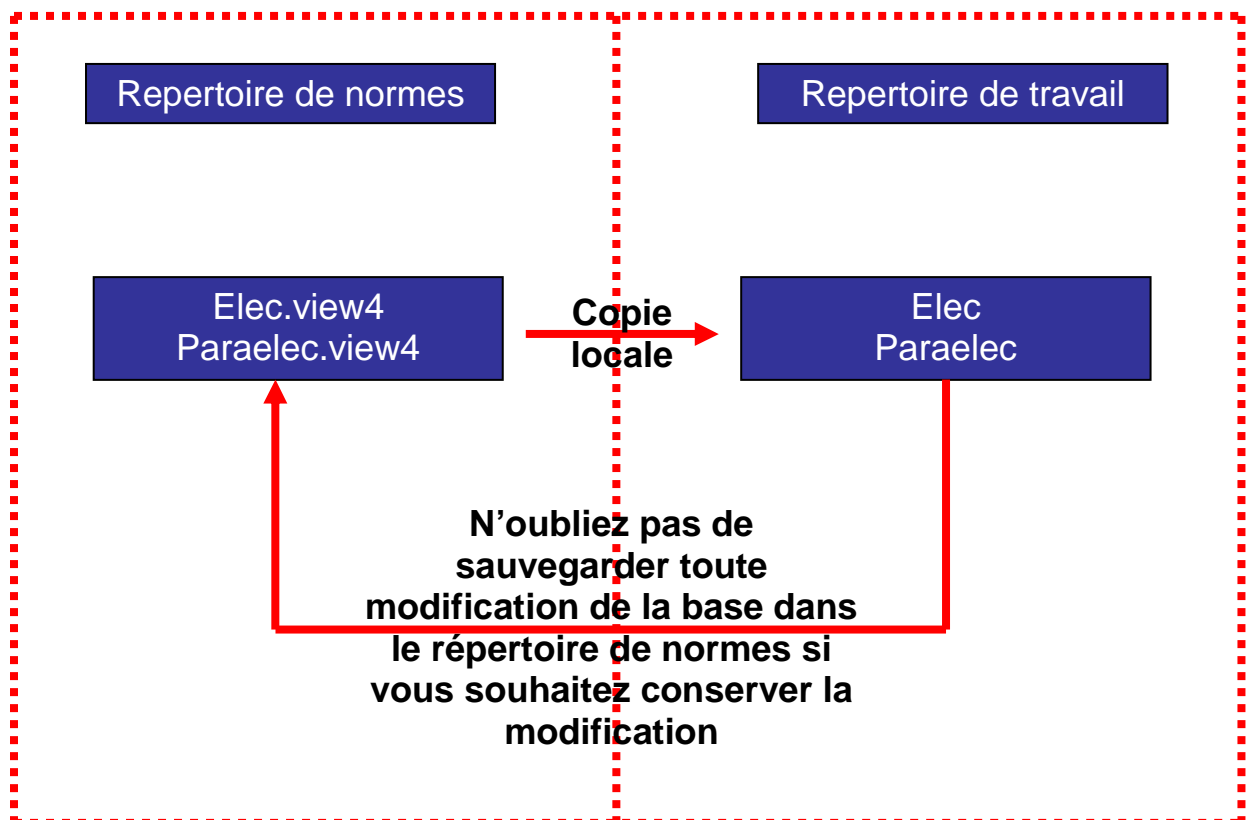 Repertoire de normes
Repertoire de travail
Elec.view4
Paraelec.view4
Copie
locale
Elec
Paraelec
N’oubliez pas de
sauvegarder toute
modification de la base dans
le répertoire de normes si
vous souhaitez conserver la
modification